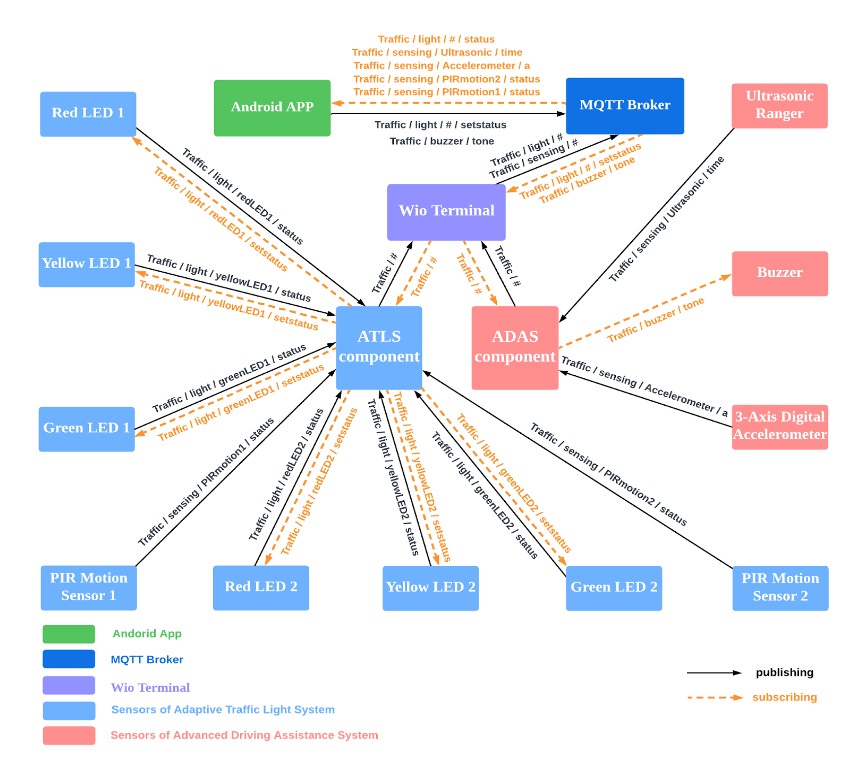 Traffic / light / # / status
Traffic / sensing / Ultrasonic / time
Traffic / sensing / Accelerometer / a
Traffic / sensing / PIRmotion2 / status
Traffic / sensing / PIRmotion1 / status
Red LED 1
Android APP
MQTT Broker
Ultrasonic
Ranger
Traffic / light / # / setstatus
Traffic / buzzer / tone
Traffic / light / #
Traffic / sensing / #
Traffic / light / # / setstatus
Traffic / buzzer / tone
Traffic / light / redLED1 / status
Traffic / light / redLED1 / setstatus
Wio Terminal
Traffic / sensing / Ultrasonic / time
Yellow LED 1
Traffic / light / yellowLED1 / status
Traffic / light / yellowLED1 / setstatus
Traffic / #
Traffic / #
Traffic / #
Traffic / #
Buzzer
Traffic / buzzer / tone
ATLS
component
ADAS
component
Traffic / light / greenLED1 / status
Traffic / light / greenLED1 / setstatus
Traffic / sensing / Accelerometer / a
Green LED 1
3-Axis Digital
Accelerometer
Traffic / sensing / PIRmotion1 / status
Traffic / light / redLED2 / status
Traffic / light / redLED2 / setstatus
Traffic / light / yellowLED2 / status
Traffic / light / yellowLED2 / setstatus
Traffic / light / greenLED2 / status
Traffic / light / greenLED2 / setstatus
Traffic / sensing / PIRmotion2 / status
PIR Motion
Sensor 1
Red LED 2
Yellow LED 2
Green LED 2
PIR Motion
Sensor 2
Andorid App
MQTT Broker
Wio Terminal
Sensors of Adaptive Traffic Light System
Sensors of Advanced Driving Assistance System
publishing
subscribing